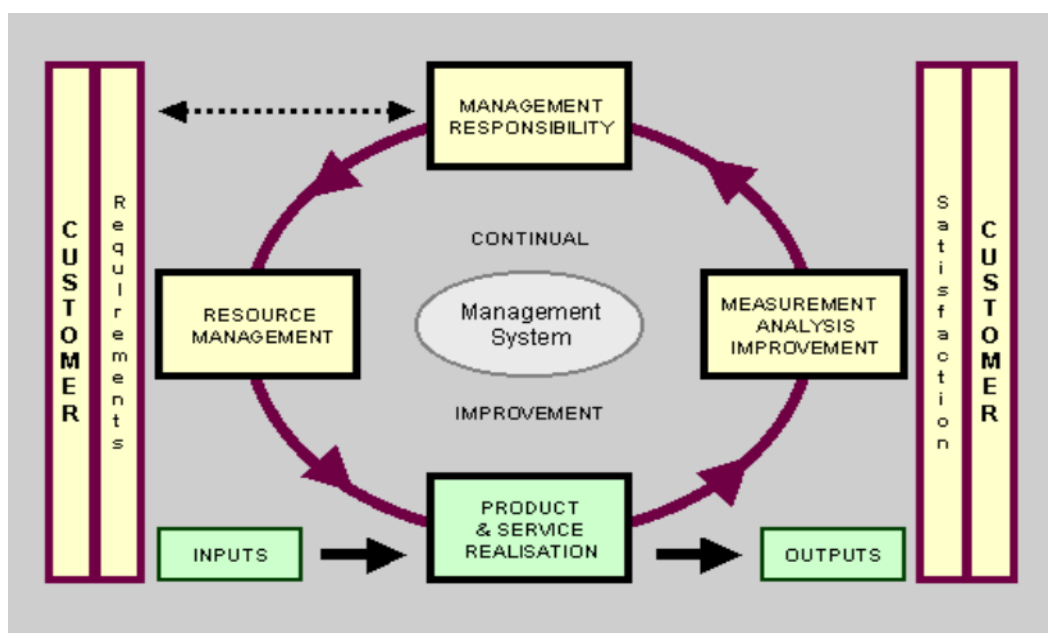 CUSTOMER
Requirements
MANAGEMENT
RESPONSIBILITY
CONTINUAL
RESOURCE
MANAGEMENT
Management
System
MEASUREMENT
ANALYSIS
IMPROVEMENT
IMPROVEMENT
INPUTS
PRODUCT
& SERVICE
REALISATION
OUTPUTS
Satisfaction
CUSTOMER